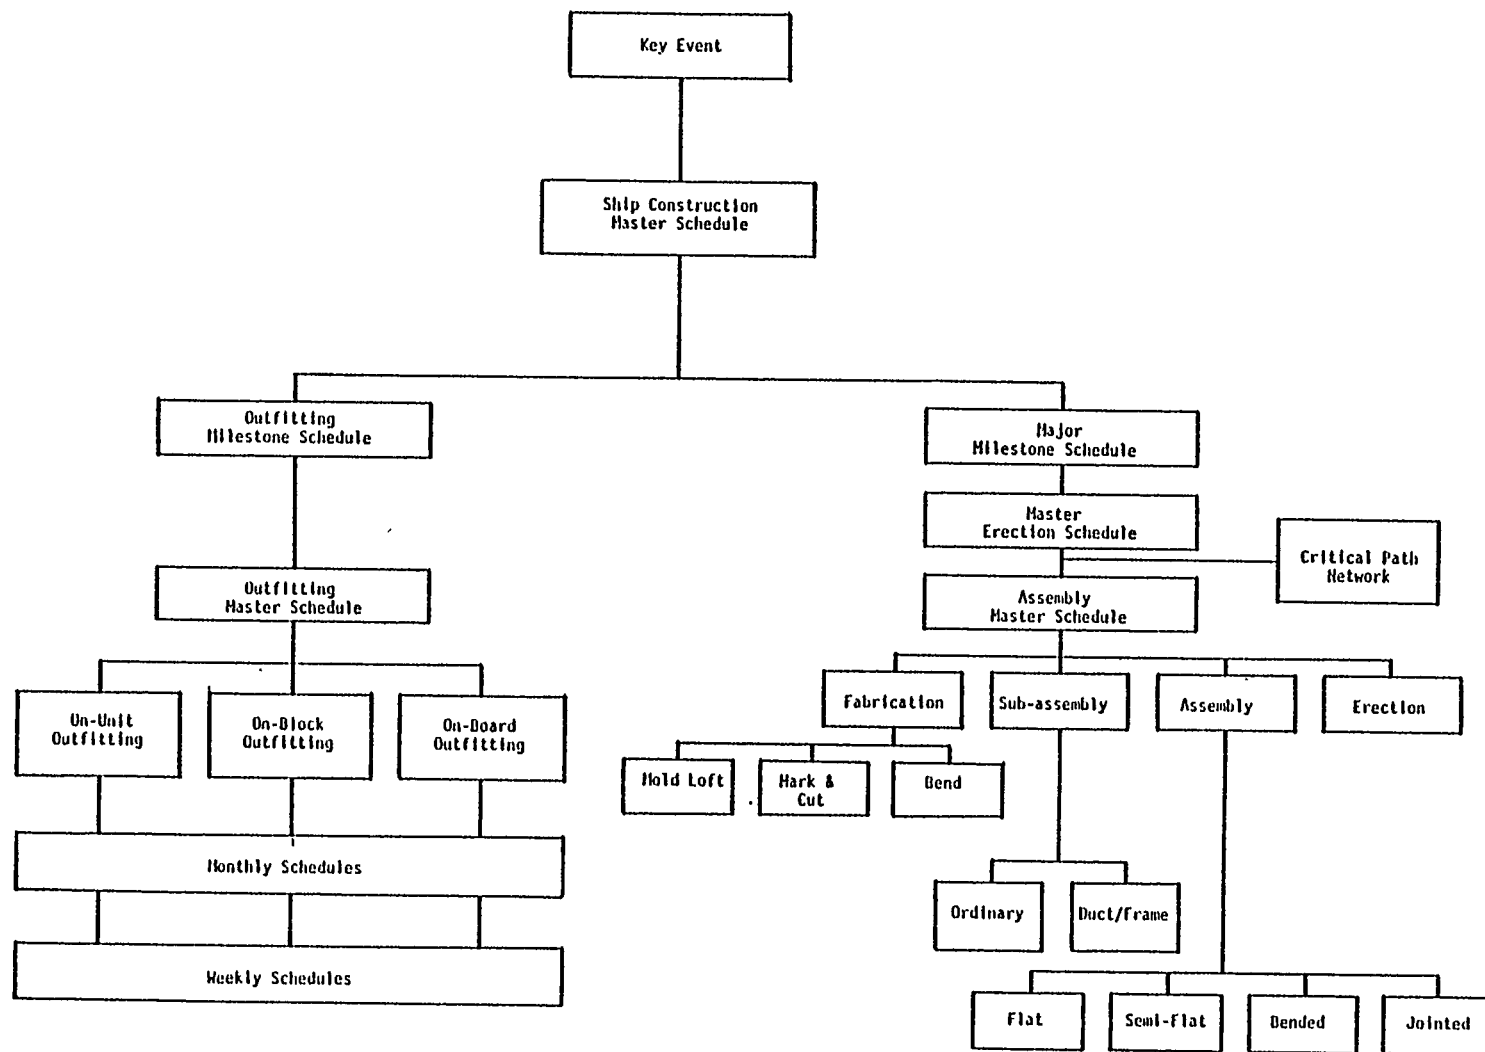 Key Event
Ship Construction
Master Schedule
Outfitting
Milestone Schedule
Major
Milestone Schedule
Master
Erection Schedule
Critical Path
Network
Outfitting
Master Schedule
Assembly
Master Schedule
On-Unit
Outfitting
On-Block
Outfitting
On-Board
Outfitting
Fabrication
Sub-assembly
Assembly
Erection
Mold Loft
Mark &
Cut
Bend
Monthly Schedules
Ordinary
Duct/Frame
Weekly Schedules
Flat
Semi-Flat
Bended
Jointed